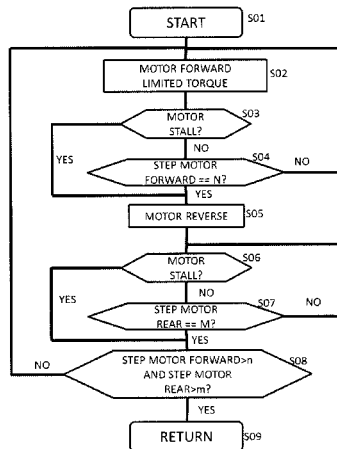 START
S01
MOTOR FORWARD
LIMITED TORQUE
S02
MOTOR
STALL?
S03
YES
NO
STEP MOTOR
FORWARD == N?
S04
NO
YES
MOTOR REVERSE
S05
MOTOR
STALL?
S06
YES
NO
STEP MOTOR
REAR == M?
S07
NO
YES
STEP MOTOR FORWARD>n
AND STEP MOTOR
REAR>m?
S08
NO
YES
RETURN
S09